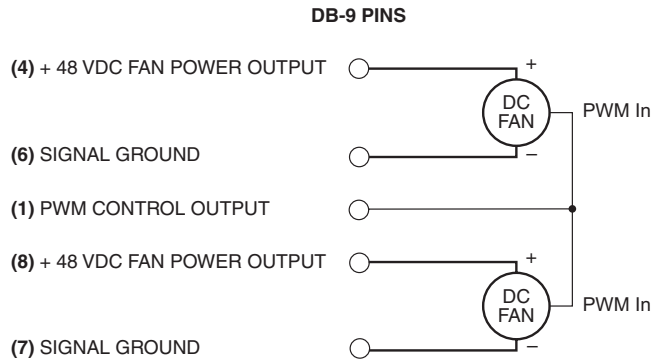 DB-9 PINS
(4) + 48 VDC FAN POWER OUTPUT
+
DC
FAN
PWM In
(6) SIGNAL GROUND
–
(1) PWM CONTROL OUTPUT
(8) + 48 VDC FAN POWER OUTPUT
+
DC
FAN
PWM In
(7) SIGNAL GROUND
–